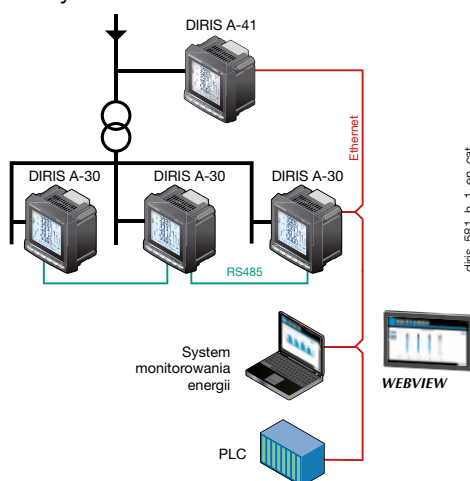 DIRIS A-41
Ethernet
DIRIS A-30
DIRIS A-30
DIRIS A-30
RS485
System
monitorowania
energii
WEBVIEW
PLC